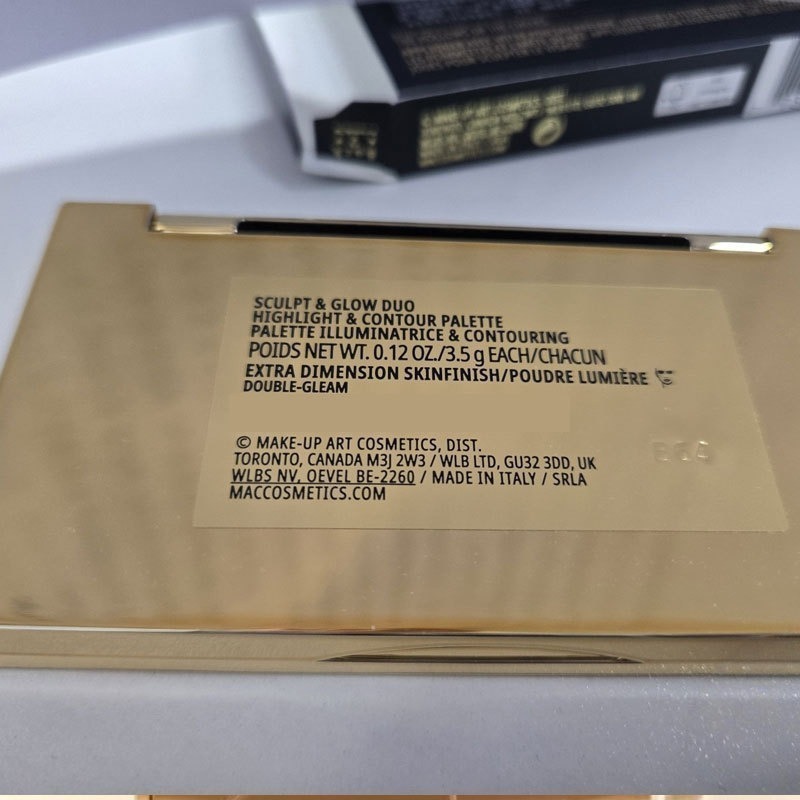 SCULPT & GLOW DUO
HIGHLIGHT & CONTOUR PALETTE
PALETTE ILLUMINATRICE & CONTOURING
POIDS NET WT. 0.12 OZ./3.5 g EACH/CHACUN
EXTRA DIMENSION SKINFINISH/POUDRE LUMIÈRE
DOUBLE-GLEAM
© MAKE-UP ART COSMETICS, DIST.
TORONTO, CANADA M3J 2W3 / WLB LTD, GU32 3DD, UK
WLBS NV, OEVEL BE-2260 / MADE IN ITALY / SRLA
MACCOSMETICS.COM